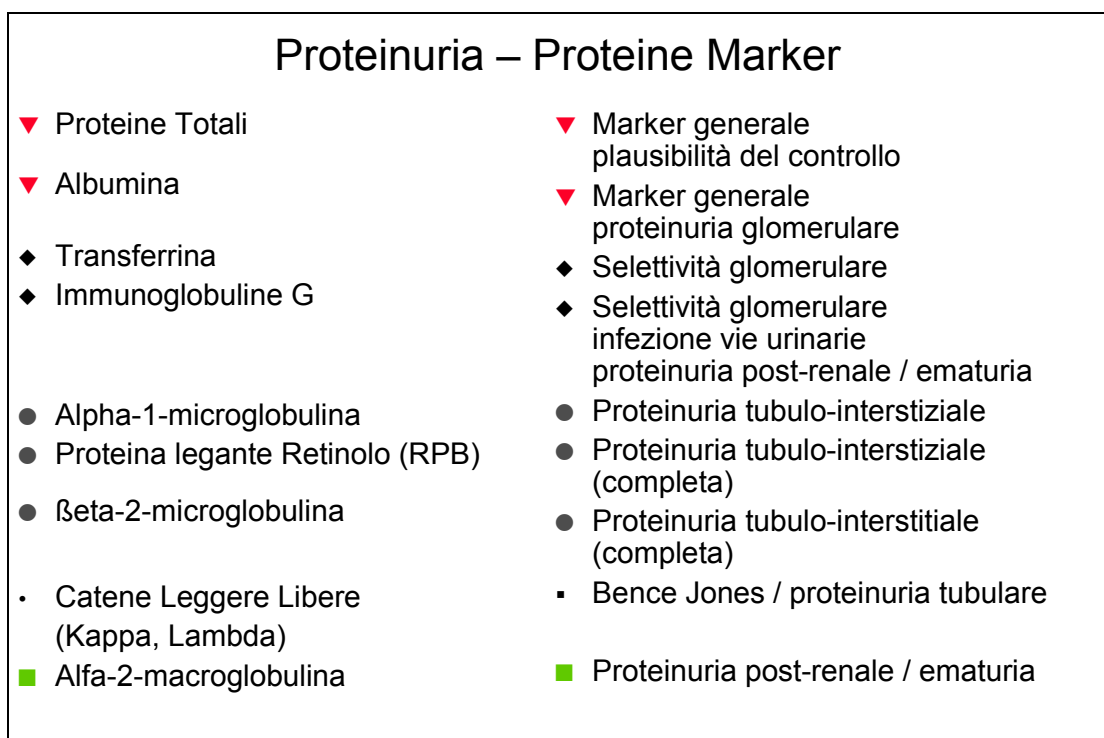 Proteinuria – Proteine Marker
▼ Proteine Totali
▼ Albumina
◆ Transferrina
◆ Immunoglobuline G
● Alpha-1-microglobulina
● Proteina legante Retinolo (RPB)
● ßeta-2-microglobulina
• Catene Leggere Libere
(Kappa, Lambda)
■ Alfa-2-macroglobulina
▼ Marker generale
plausibilità del controllo
▼ Marker generale
proteinuria glomerulare
◆ Selettività glomerulare
◆ Selettività glomerulare
infezione vie urinarie
proteinuria post-renale / ematuria
● Proteinuria tubulo-interstiziale
● Proteinuria tubulo-interstiziale
(completa)
● Proteinuria tubulo-interstitiale
(completa)
▪ Bence Jones / proteinuria tubulare
■ Proteinuria post-renale / ematuria